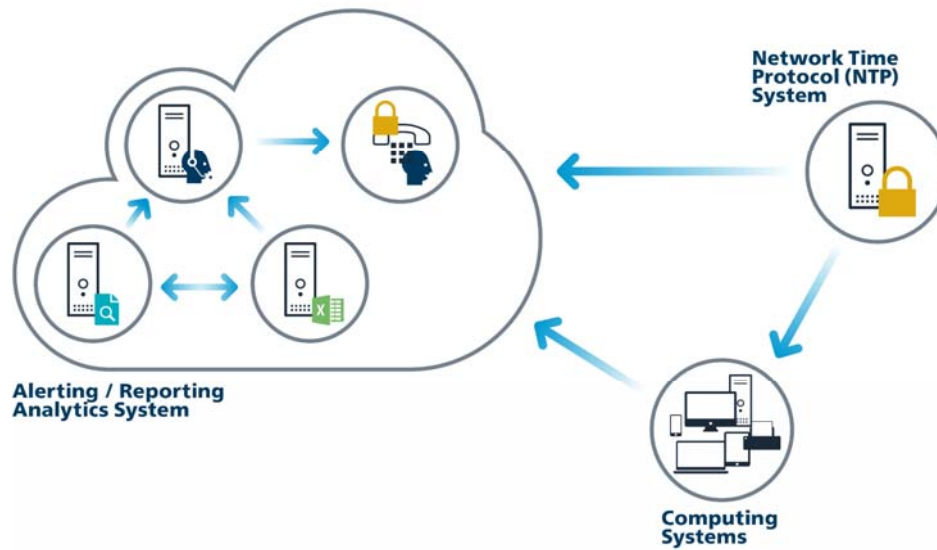 Network Time
Protocol (NTP)
System
X
Alerting / Reporting
Analytics System
Computing
Systems